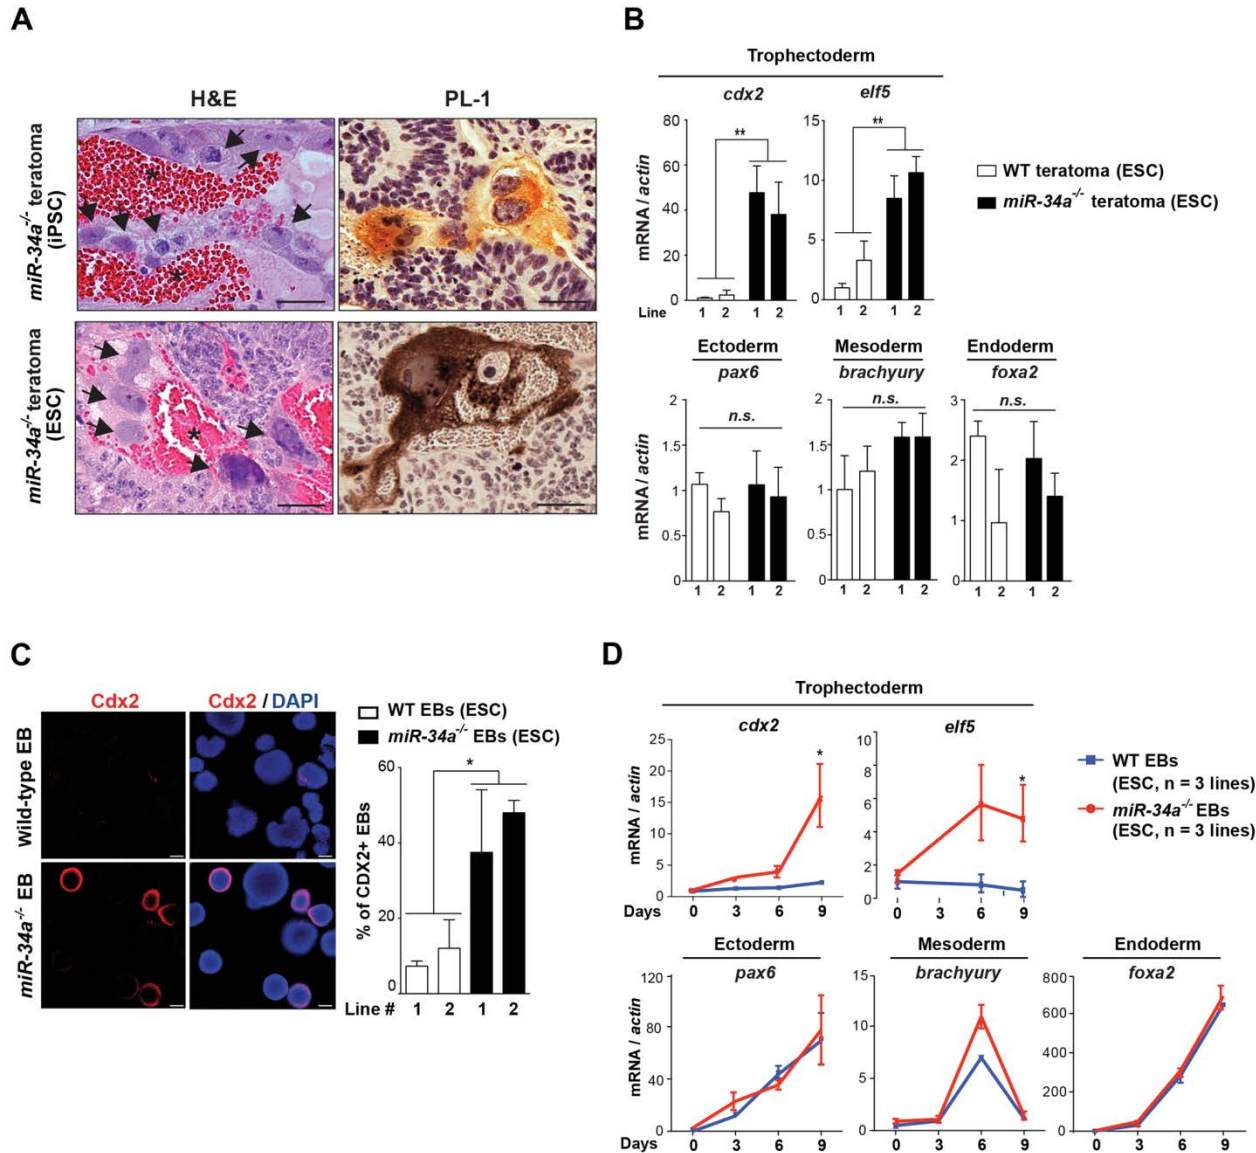 A
H&E
PL-1
miR-34a-/- teratoma
(iPSC)
miR-34a-/- teratoma
(ESC)
*
*
*
B
Trophectoderm
cdx2
elf5
mRNA / actin
80
60
40
20
0
**
15
10
5
0
**
Line
1 2 1 2
1 2 1 2
WT teratoma (ESC)
miR-34a-/- teratoma (ESC)
Ectoderm
pax6
Mesoderm
brachyury
Endoderm
foxa2
mRNA / actin
2
1.5
1
0.5
0
n.s.
2
1.5
1
0.5
0
n.s.
3
2
1
0
n.s.
1 2 1 2
1 2 1 2
1 2 1 2
C
Cdx2
Cdx2 / DAPI
Wild-type EB
miR-34a-/- EB
WT EBs (ESC)
miR-34a-/- EBs (ESC)
% of CDX2+ EBs
60
40
20
0
*
Line # 1 2 1 2
D
Trophectoderm
cdx2
elf5
mRNA / actin
25
20
15
10
5
0
*
10
8
6
4
2
0
*
Days 0 3 6 9
0 3 6 9
WT EBs
(ESC, n = 3 lines)
miR-34a-/- EBs
(ESC, n = 3 lines)
Ectoderm
pax6
Mesoderm
brachyury
Endoderm
foxa2
mRNA / actin
120
80
40
0
15
10
5
0
800
600
400
200
0
Days 0 3 6 9
0 3 6 9
0 3 6 9